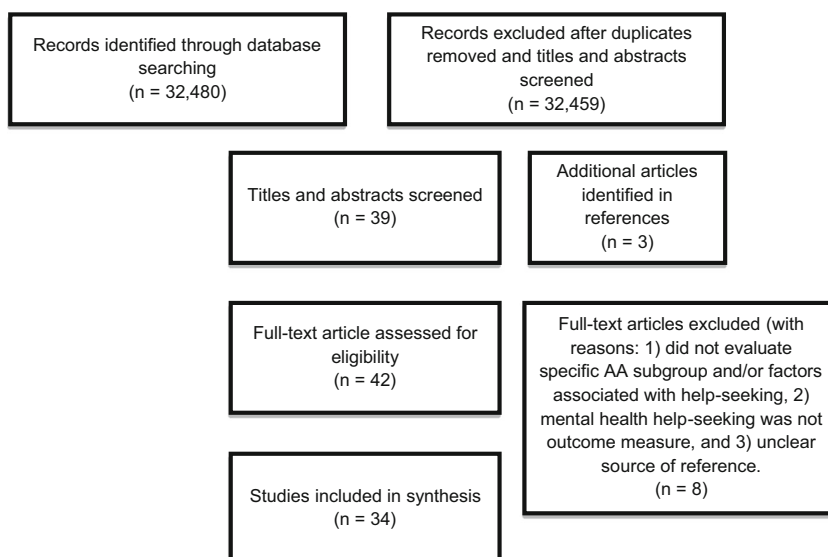 Records identified through database
searching
(n = 32,480)
Records excluded after duplicates
removed and titles and abstracts
screened
(n = 32,459)
Titles and abstracts screened
(n = 39)
Additional articles
identified in
references
(n = 3)
Full-text article assessed for
eligibility
(n = 42)
Full-text articles excluded (with
reasons: 1) did not evaluate
specific AA subgroup and/or factors
associated with help-seeking, 2)
mental health help-seeking was not
outcome measure, and 3) unclear
source of reference.
(n = 8)
Studies included in synthesis
(n = 34)